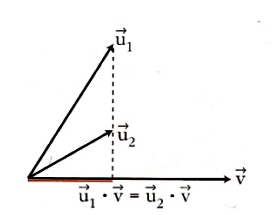 u⃗₁
u⃗₂
v⃗
u⃗₁ · v⃗ = u⃗₂ · v⃗